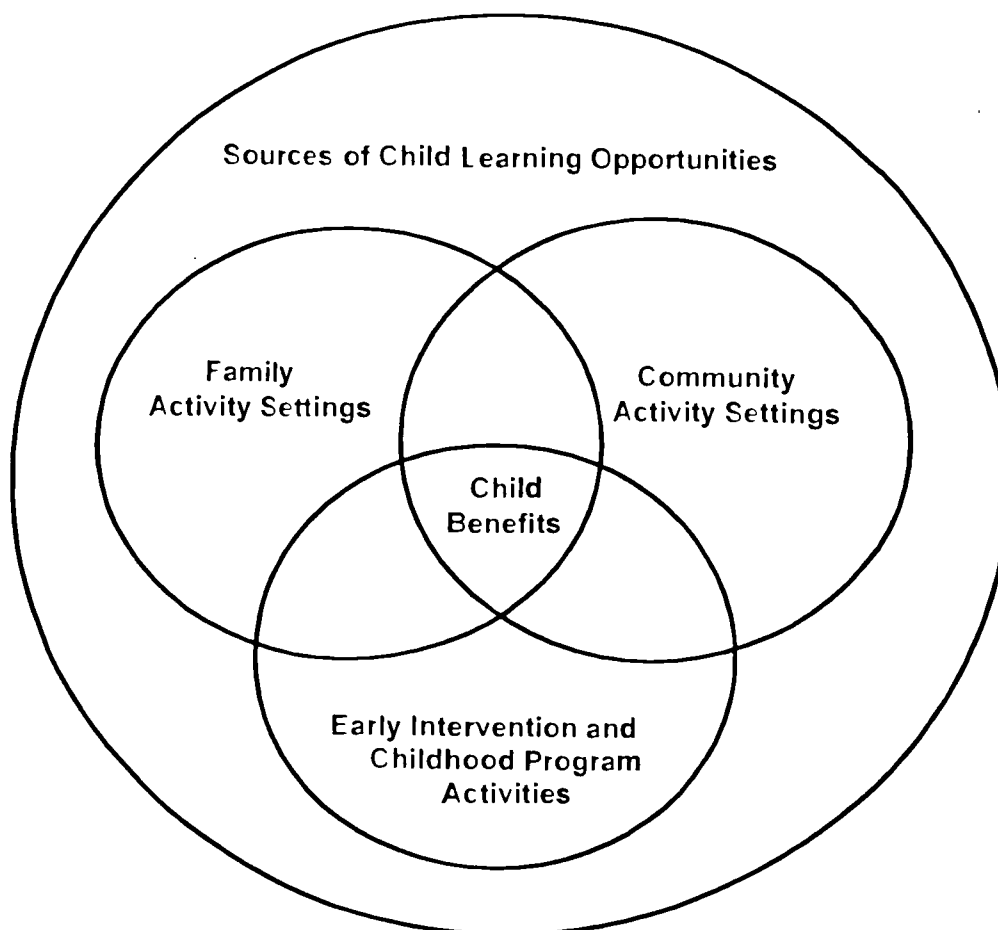 Sources of Child Learning Opportunities
Family
Activity Settings
Community
Activity Settings
Child
Benefits
Early Intervention and
Childhood Program
Activities